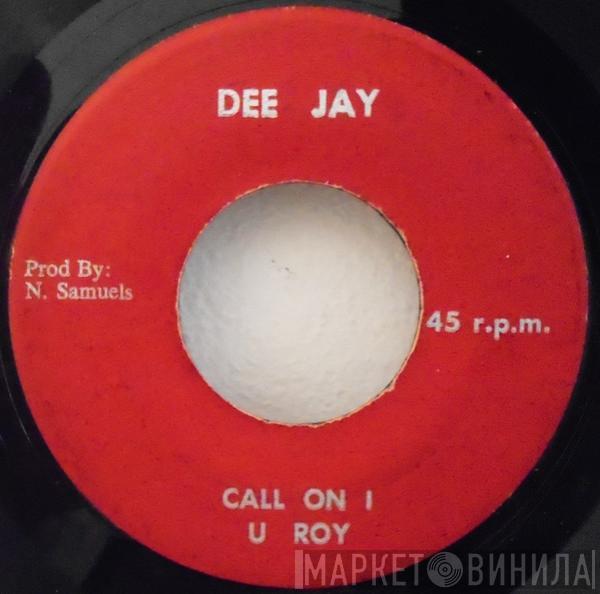 DEE JAY
Prod By:
N. Samuels
45 r.p.m.
CALL ON I
U ROY
МАРКЕТ ВИНИЛА